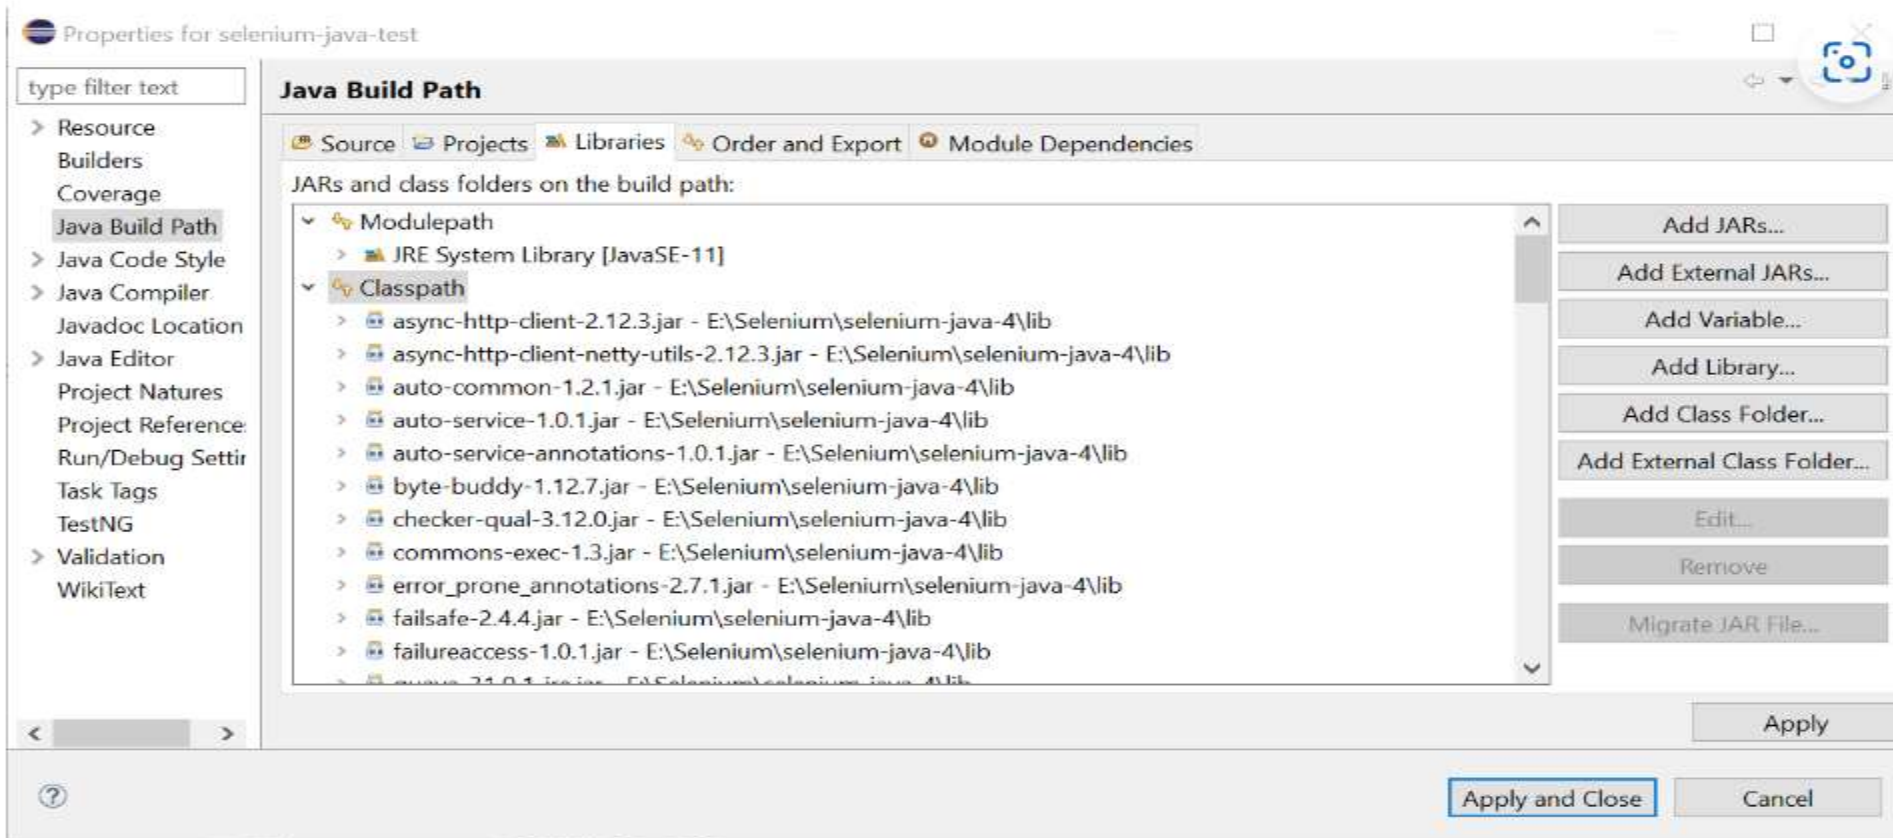 Properties for selenium-java-test
type filter text
Resource
Builders
Coverage
Java Build Path
Java Code Style
Java Compiler
Javadoc Location
Java Editor
Project Natures
Project Reference
Run/Debug Settir
Task Tags
TestNG
Validation
WikiText
Java Build Path
Source Projects Libraries Order and Export Module Dependencies
JARs and class folders on the build path:
Modulepath
JRE System Library [JavaSE-11]
Classpath
async-http-client-2.12.3.jar - E:\Selenium\selenium-java-4\lib
async-http-client-netty-utils-2.12.3.jar - E:\Selenium\selenium-java-4\lib
auto-common-1.2.1.jar - E:\Selenium\selenium-java-4\lib
auto-service-1.0.1.jar - E:\Selenium\selenium-java-4\lib
auto-service-annotations-1.0.1.jar - E:\Selenium\selenium-java-4\lib
byte-buddy-1.12.7.jar - E:\Selenium\selenium-java-4\lib
checker-qual-3.12.0.jar - E:\Selenium\selenium-java-4\lib
commons-exec-1.3.jar - E:\Selenium\selenium-java-4\lib
error_prone_annotations-2.7.1.jar - E:\Selenium\selenium-java-4\lib
failsafe-2.4.4.jar - E:\Selenium\selenium-java-4\lib
failureaccess-1.0.1.jar - E:\Selenium\selenium-java-4\lib
Add JARs...
Add External JARs...
Add Variable...
Add Library...
Add Class Folder...
Add External Class Folder...
Edit...
Remove
Migrate JAR File...
Apply
Apply and Close
Cancel